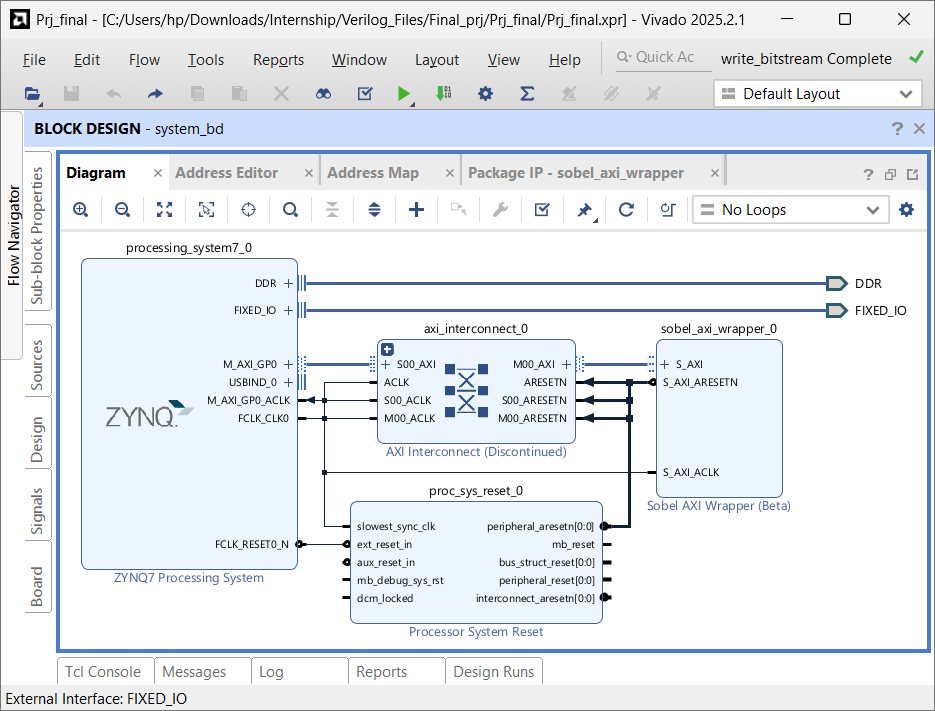 Prj_final - [C:/Users/hp/Downloads/Internship/Verilog_Files/Final_prj/Prj_final/Prj_final.xpr] - Vivado 2025.2.1
File Edit Flow Tools Reports Window Layout View Help Quick Ac write_bitstream Complete
Default Layout
BLOCK DESIGN - system_bd
Flow Navigator
Sub-block Properties
Sources
Design
Signals
Board
Diagram Address Editor Address Map Package IP - sobel_axi_wrapper
No Loops
processing_system7_0
DDR
FIXED_IO
M_AXI_GP0
USBIND_0
M_AXI_GP0_ACLK
FCLK_CLK0
FCLK_RESET0_N
ZYNQ
ZYNQ7 Processing System
DDR
FIXED_IO
axi_interconnect_0
S00_AXI M00_AXI
ACLK ARESETN
S00_ACLK S00_ARESETN
M00_ACLK M00_ARESETN
AXI Interconnect (Discontinued)
sobel_axi_wrapper_0
S_AXI
S_AXI_ARESETN
S_AXI_ACLK
Sobel AXI Wrapper (Beta)
proc_sys_reset_0
slowest_sync_clk peripheral_aresetn[0:0]
ext_reset_in mb_reset
aux_reset_in bus_struct_reset[0:0]
mb_debug_sys_rst peripheral_reset[0:0]
dcm_locked interconnect_aresetn[0:0]
Processor System Reset
Tcl Console Messages Log Reports Design Runs
External Interface: FIXED_IO